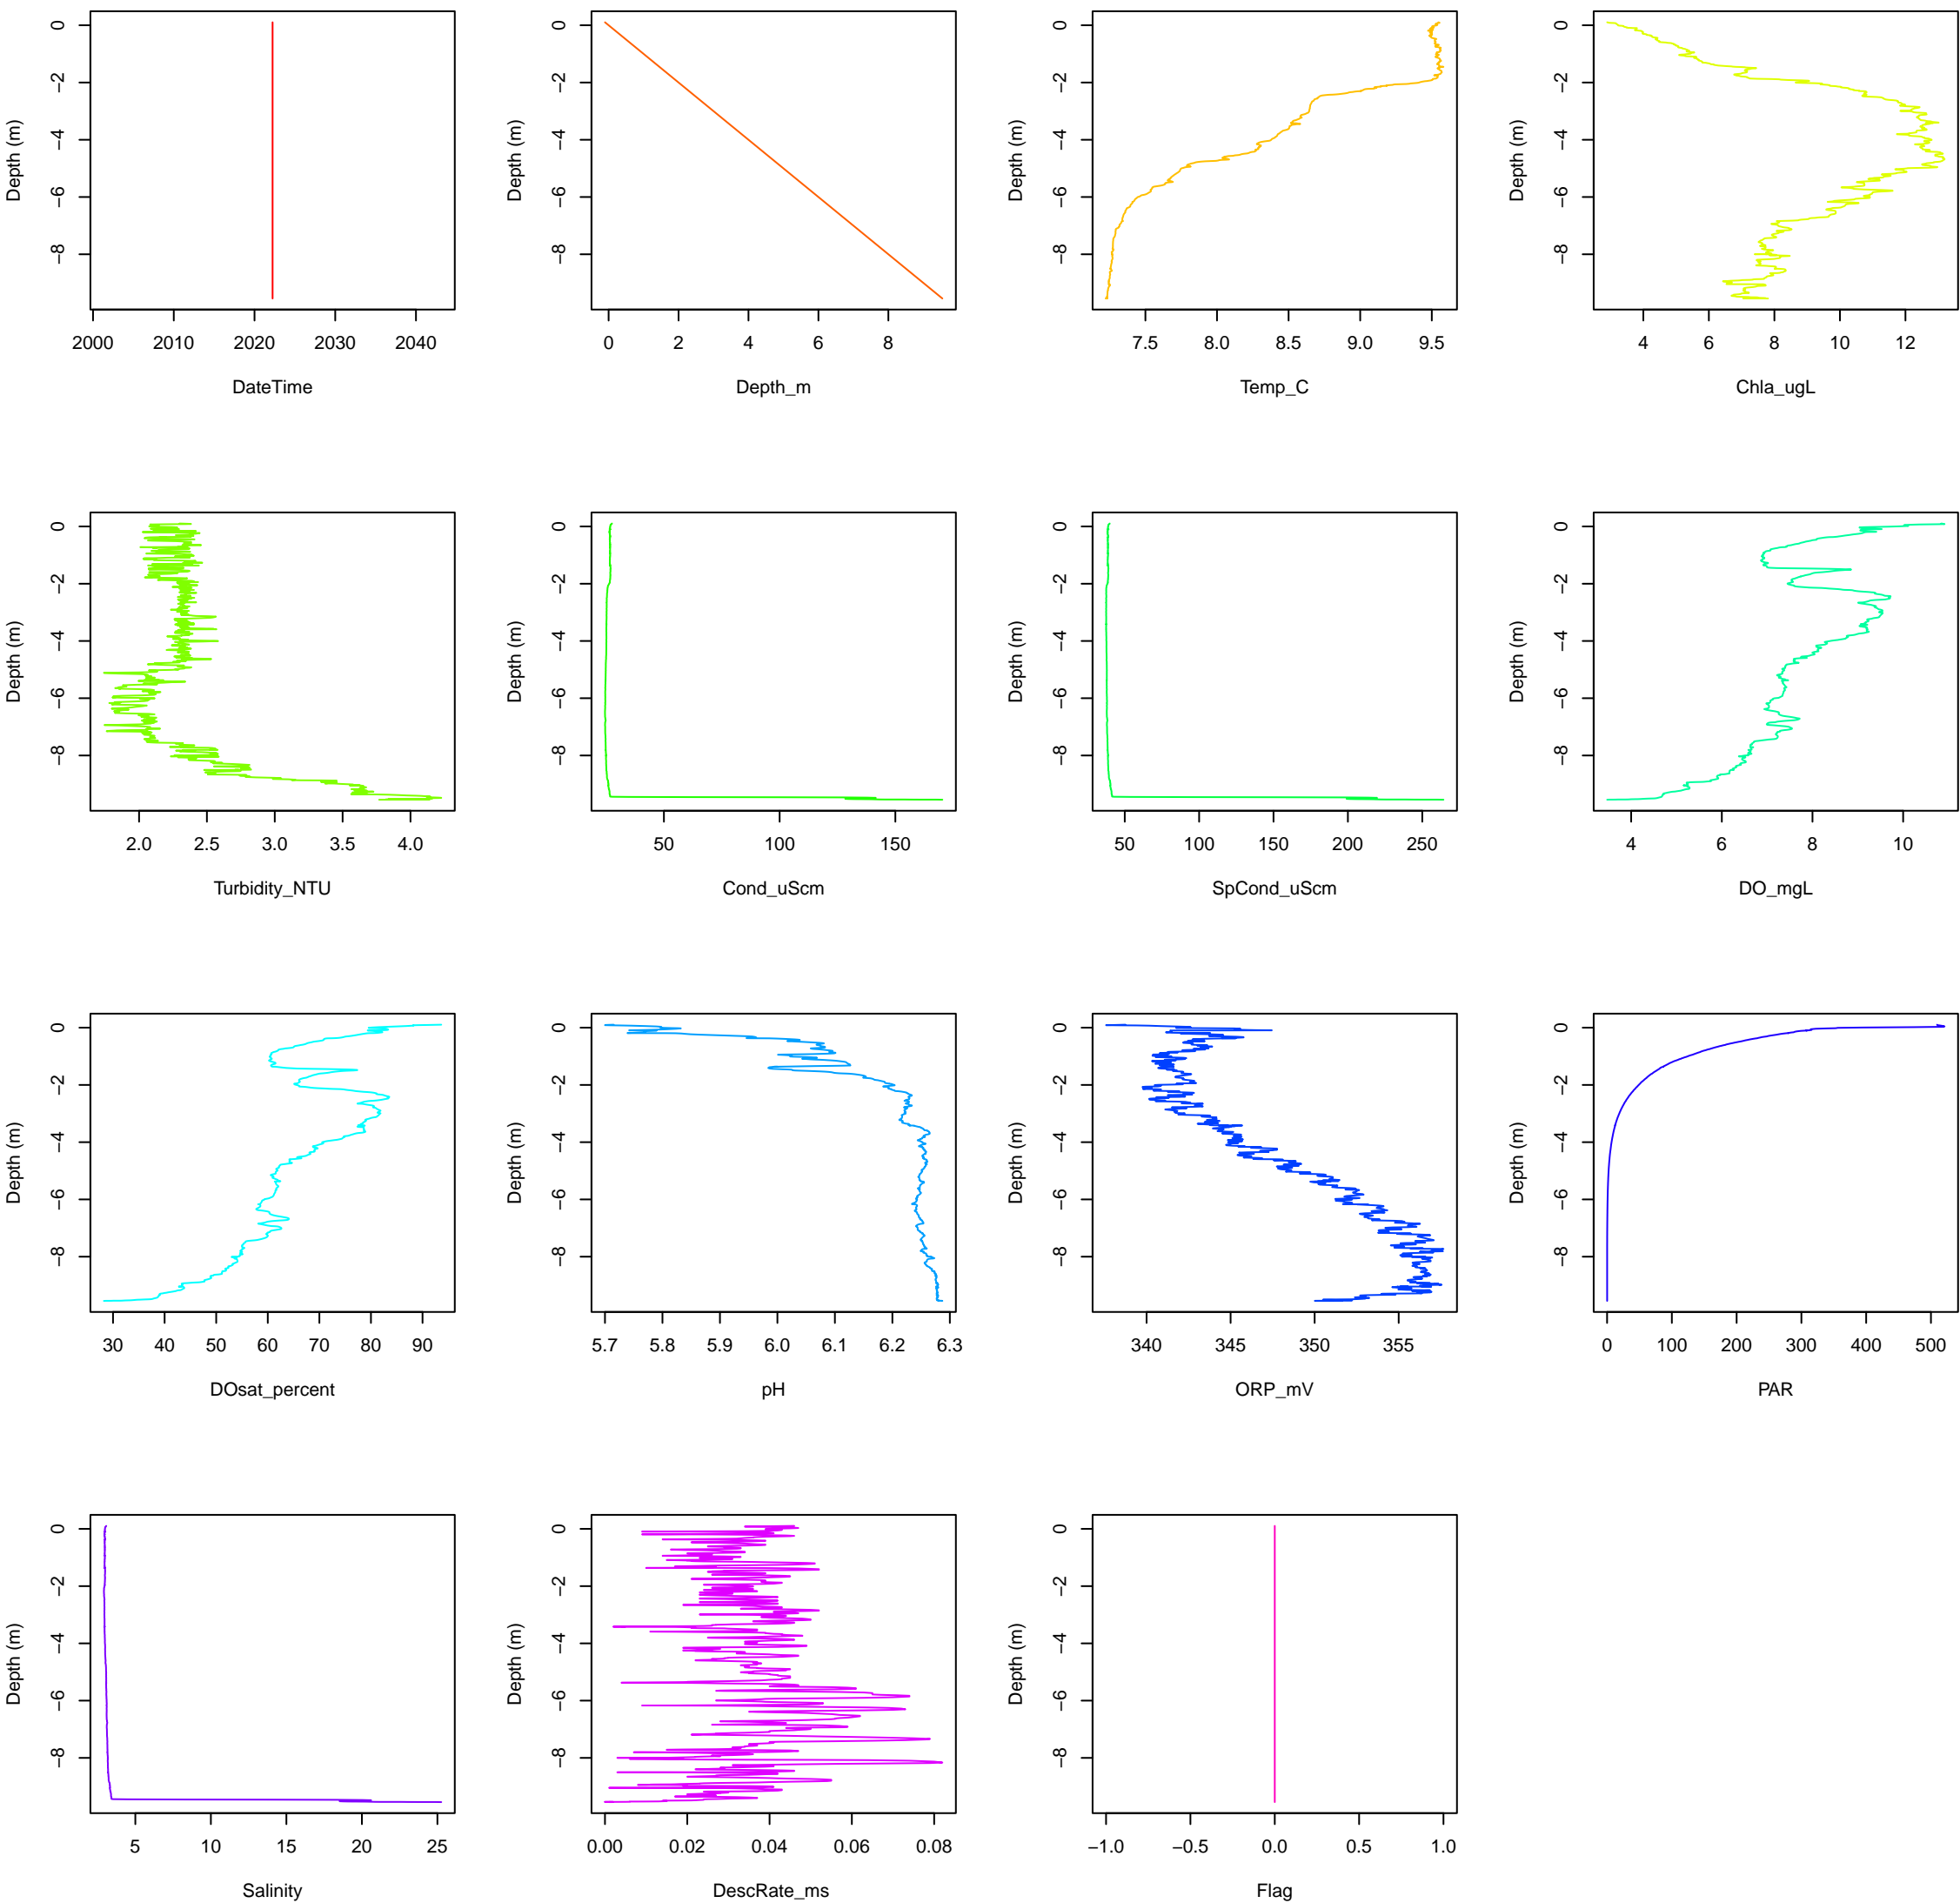 0
−2
−4
−6
−8
Depth (m)
2000 2010 2020 2030 2040
DateTime
0
−2
−4
−6
−8
Depth (m)
0 2 4 6 8
Depth_m
0
−2
−4
−6
−8
Depth (m)
7.5 8.0 8.5 9.0 9.5
Temp_C
0
−2
−4
−6
−8
Depth (m)
4 6 8 10 12
Chla_ugL
0
−2
−4
−6
−8
Depth (m)
2.0 2.5 3.0 3.5 4.0
Turbidity_NTU
0
−2
−4
−6
−8
Depth (m)
50 100 150
Cond_uScm
0
−2
−4
−6
−8
Depth (m)
50 100 150 200 250
SpCond_uScm
0
−2
−4
−6
−8
Depth (m)
4 6 8 10
DO_mgL
0
−2
−4
−6
−8
Depth (m)
30 40 50 60 70 80 90
DOsat_percent
0
−2
−4
−6
−8
Depth (m)
5.7 5.8 5.9 6.0 6.1 6.2 6.3
pH
0
−2
−4
−6
−8
Depth (m)
340 345 350 355
ORP_mV
0
−2
−4
−6
−8
Depth (m)
0 100 200 300 400 500
PAR
0
−2
−4
−6
−8
Depth (m)
5 10 15 20 25
Salinity
0
−2
−4
−6
−8
Depth (m)
0.00 0.02 0.04 0.06 0.08
DescRate_ms
0
−2
−4
−6
−8
Depth (m)
−1.0 −0.5 0.0 0.5 1.0
Flag